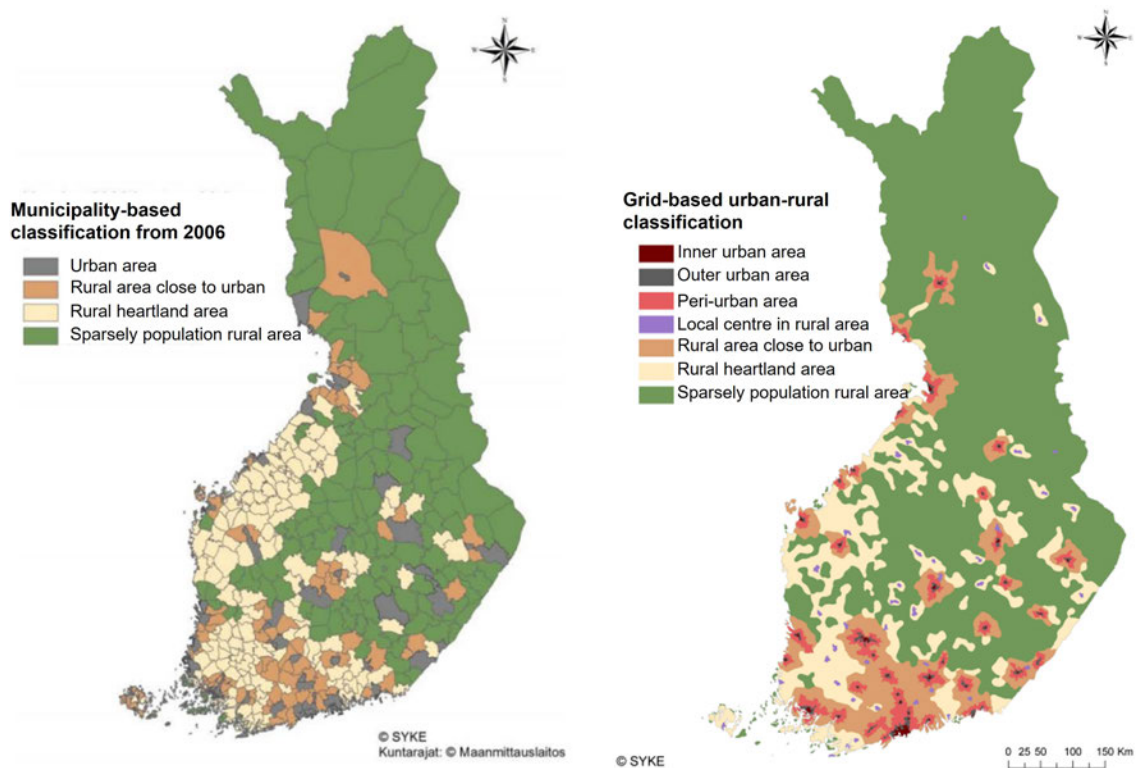 Municipality-based
classification from 2006
Urban area
Rural area close to urban
Rural heartland area
Sparsely population rural area
© SYKE
Kuntarajat: © Maanmittauslaitos
N
W
E
S
Grid-based urban-rural
classification
Inner urban area
Outer urban area
Peri-urban area
Local centre in rural area
Rural area close to urban
Rural heartland area
Sparsely population rural area
© SYKE
0 25 50 100 150 Km
N
W
E
S